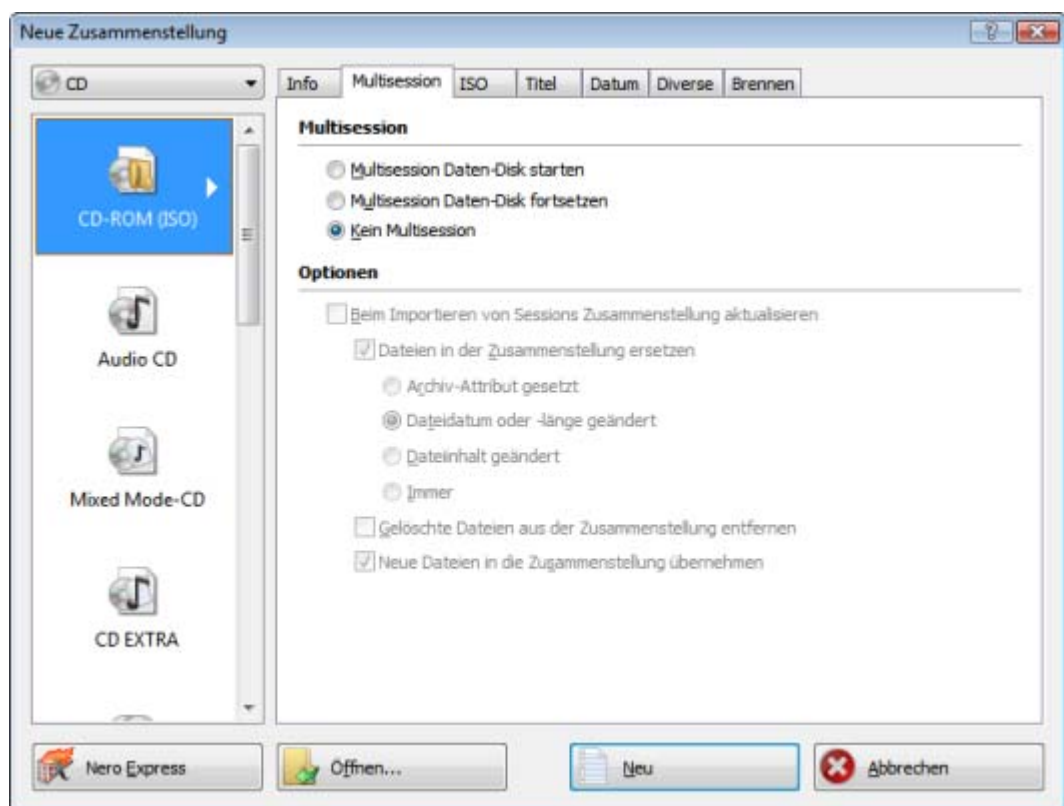 Neue Zusammenstellung
CD
CD-ROM (ISO)
Audio CD
Mixed Mode-CD
CD EXTRA
Info Multisession ISO Titel Datum Diverse Brennen
Multisession
Multisession Daten-Disk starten
Multisession Daten-Disk fortsetzen
Kein Multisession
Optionen
Beim Importieren von Sessions Zusammenstellung aktualisieren
Dateien in der Zusammenstellung ersetzen
Archiv-Attribut gesetzt
Dateidatum oder -länge geändert
Dateiinhalt geändert
Immer
Gelöschte Dateien aus der Zusammenstellung entfernen
Neue Dateien in die Zusammenstellung übernehmen
Nero Express Öffnen... Neu Abbrechen